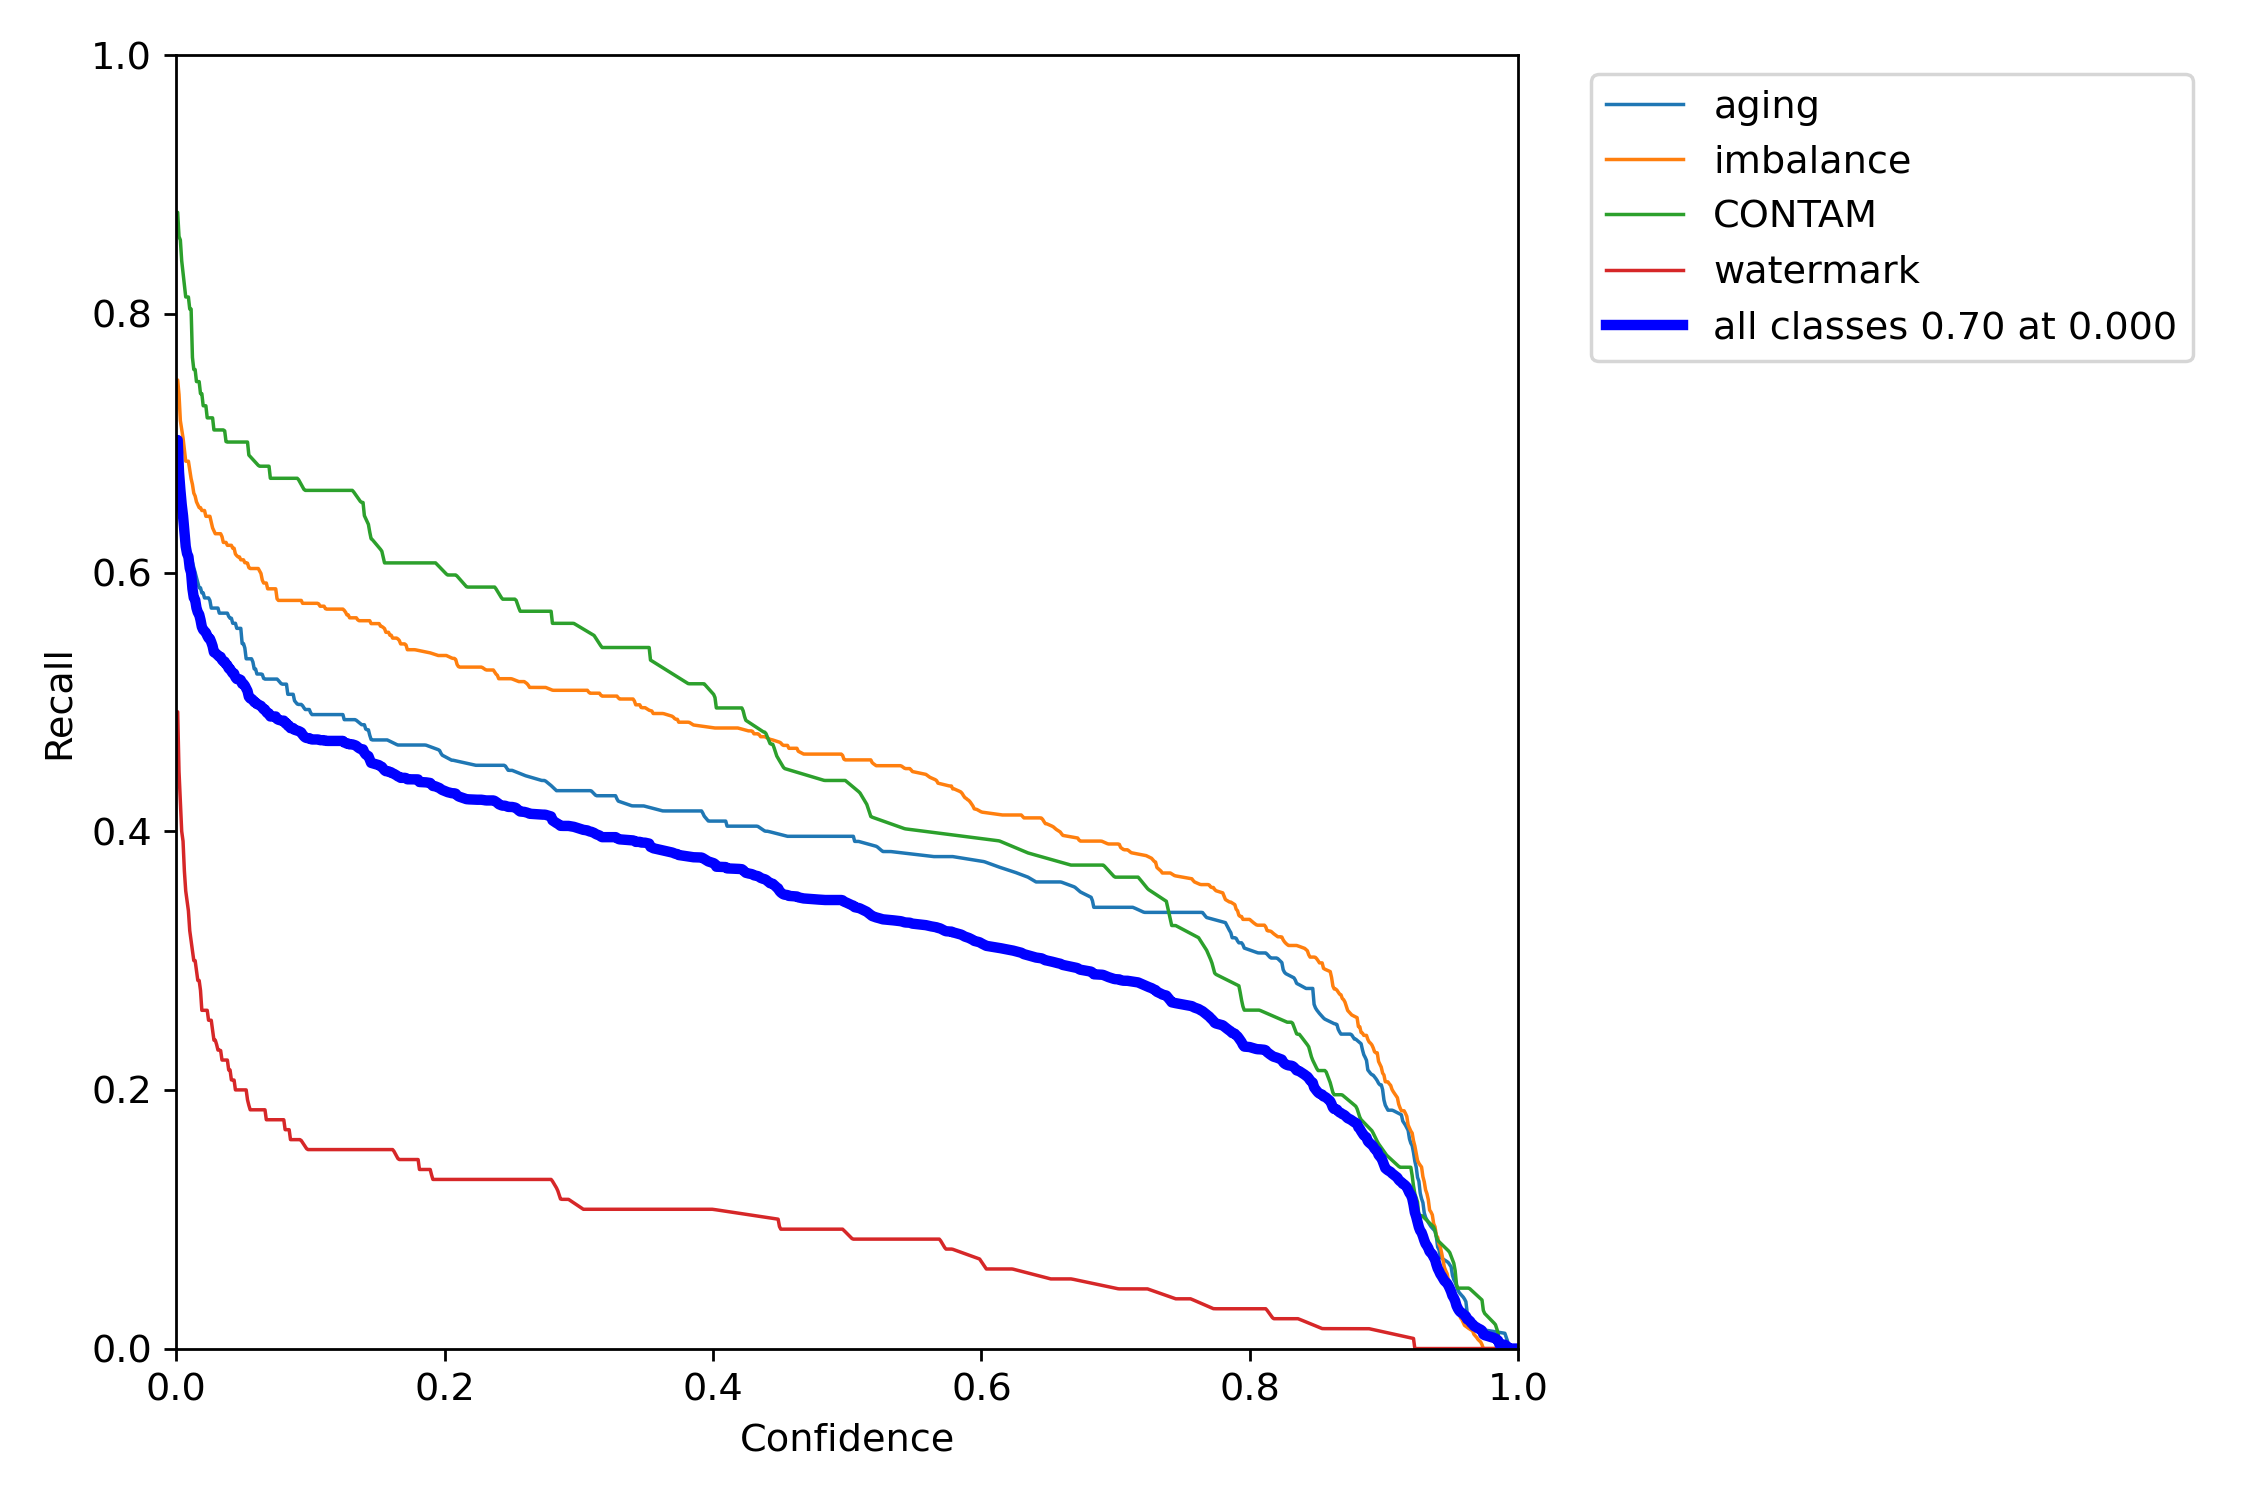 1.0
0.8
0.6
0.4
0.2
0.0
Recall
0.0 0.2 0.4 0.6 0.8 1.0
Confidence
aging
imbalance
CONTAM
watermark
all classes 0.70 at 0.000